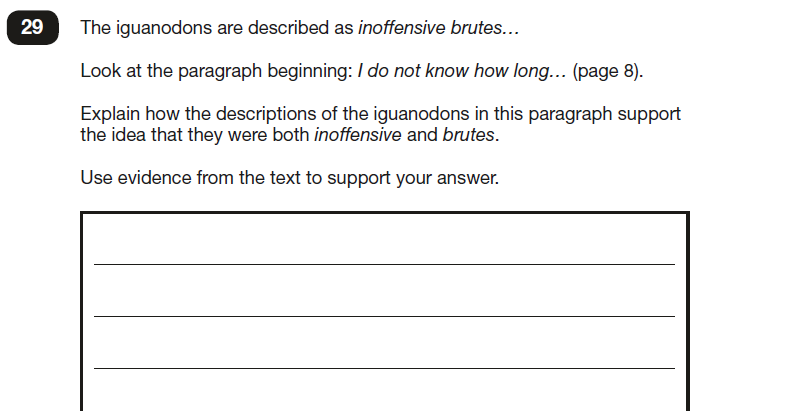 29 The iguanodons are described as inoffensive brutes…
Look at the paragraph beginning: I do not know how long… (page 8).
Explain how the descriptions of the iguanodons in this paragraph support
the idea that they were both inoffensive and brutes.
Use evidence from the text to support your answer.